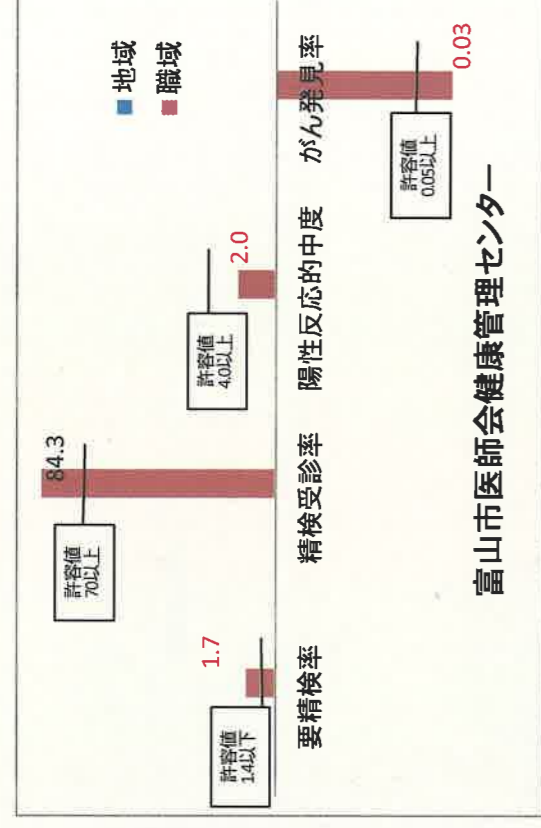 地域
職域
許容値
1.4以下
1.7
許容値
70以上
84.3
許容値
4.0以上
2.0
許容値
0.05以上
0.03
要精検率
精検受診率
陽性反応的中度
がん発見率
富山市医師会健康管理センター